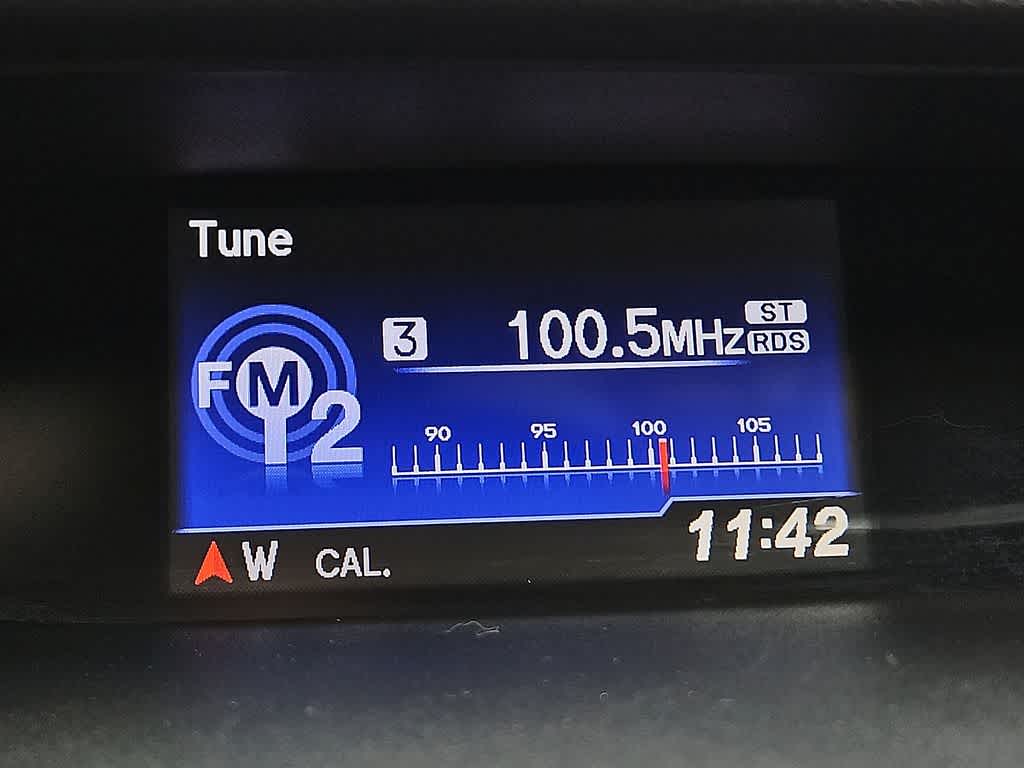 Tune
FM2
3 100.5MHz ST
RDS
90 95 100 105
W CAL. 11:42